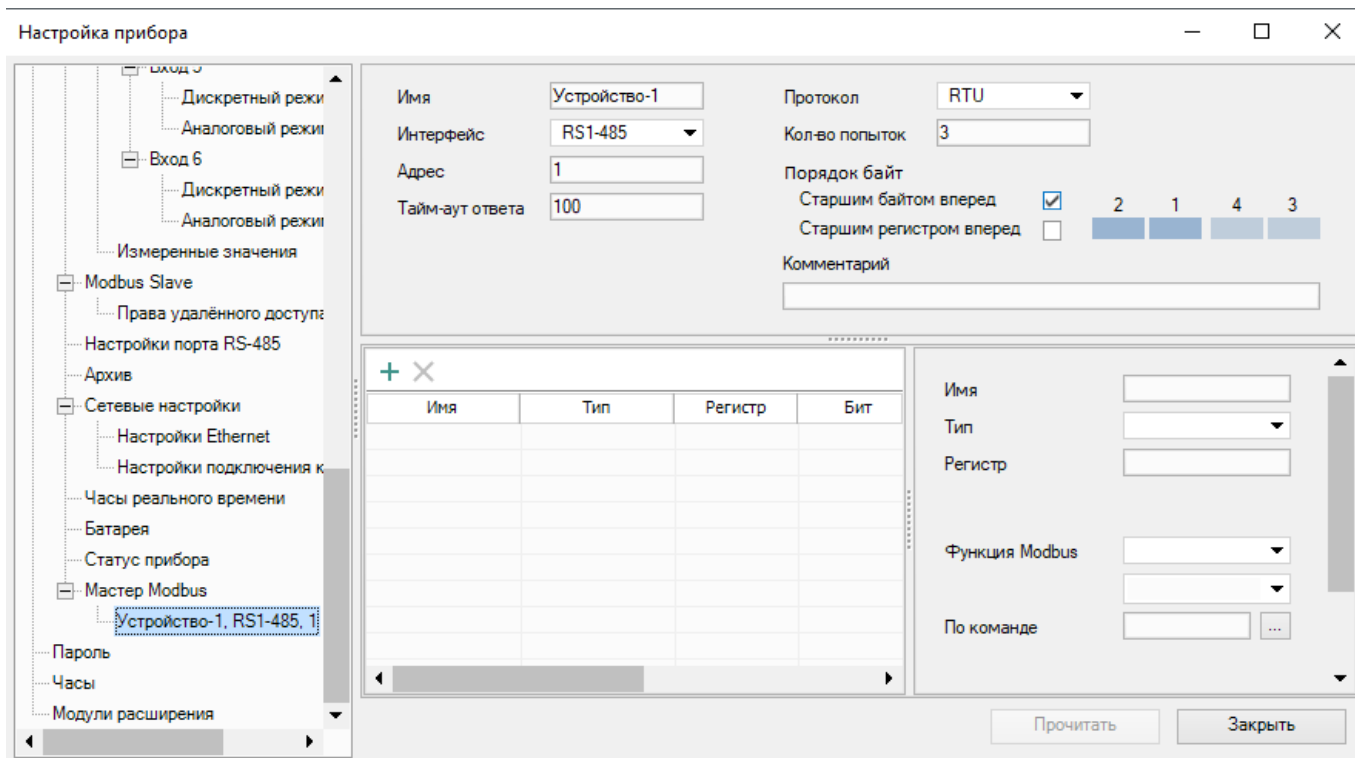 Настройка прибора
Дискретный режи
Аналоговый режи
Вход 6
Дискретный режи
Аналоговый режи
Измеренные значения
Modbus Slave
Права удалённого доступа
Настройки порта RS-485
Архив
Сетевые настройки
Настройки Ethernet
Настройки подключения к
Часы реального времени
Батарея
Статус прибора
Мастер Modbus
Устройство-1, RS1-485, 1
Пароль
Часы
Модули расширения
Имя Устройство-1
Интерфейс RS1-485
Адрес 1
Тайм-аут ответа 100
Протокол RTU
Кол-во попыток 3
Порядок байт
Старшим байтом вперед
Старшим регистром вперед
2 1 4 3
Комментарий
Имя Тип Регистр Бит
Имя
Тип
Регистр
Функция Modbus
По команде ...
Прочитать Закрыть